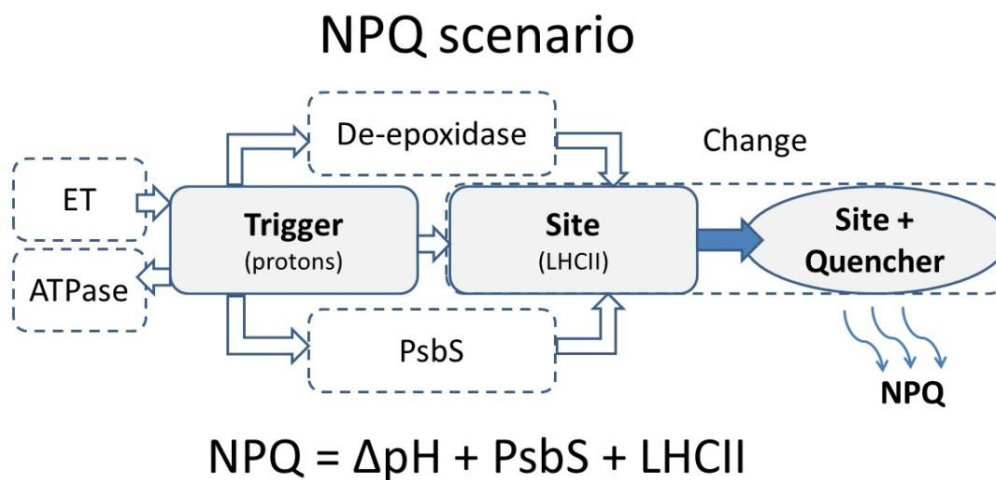 NPQ scenario
De-epoxidase
Change
ET
Trigger
(protons)
Site
(LHCII)
Site +
Quencher
ATPase
PsbS
NPQ
NPQ = ΔpH + PsbS + LHCII